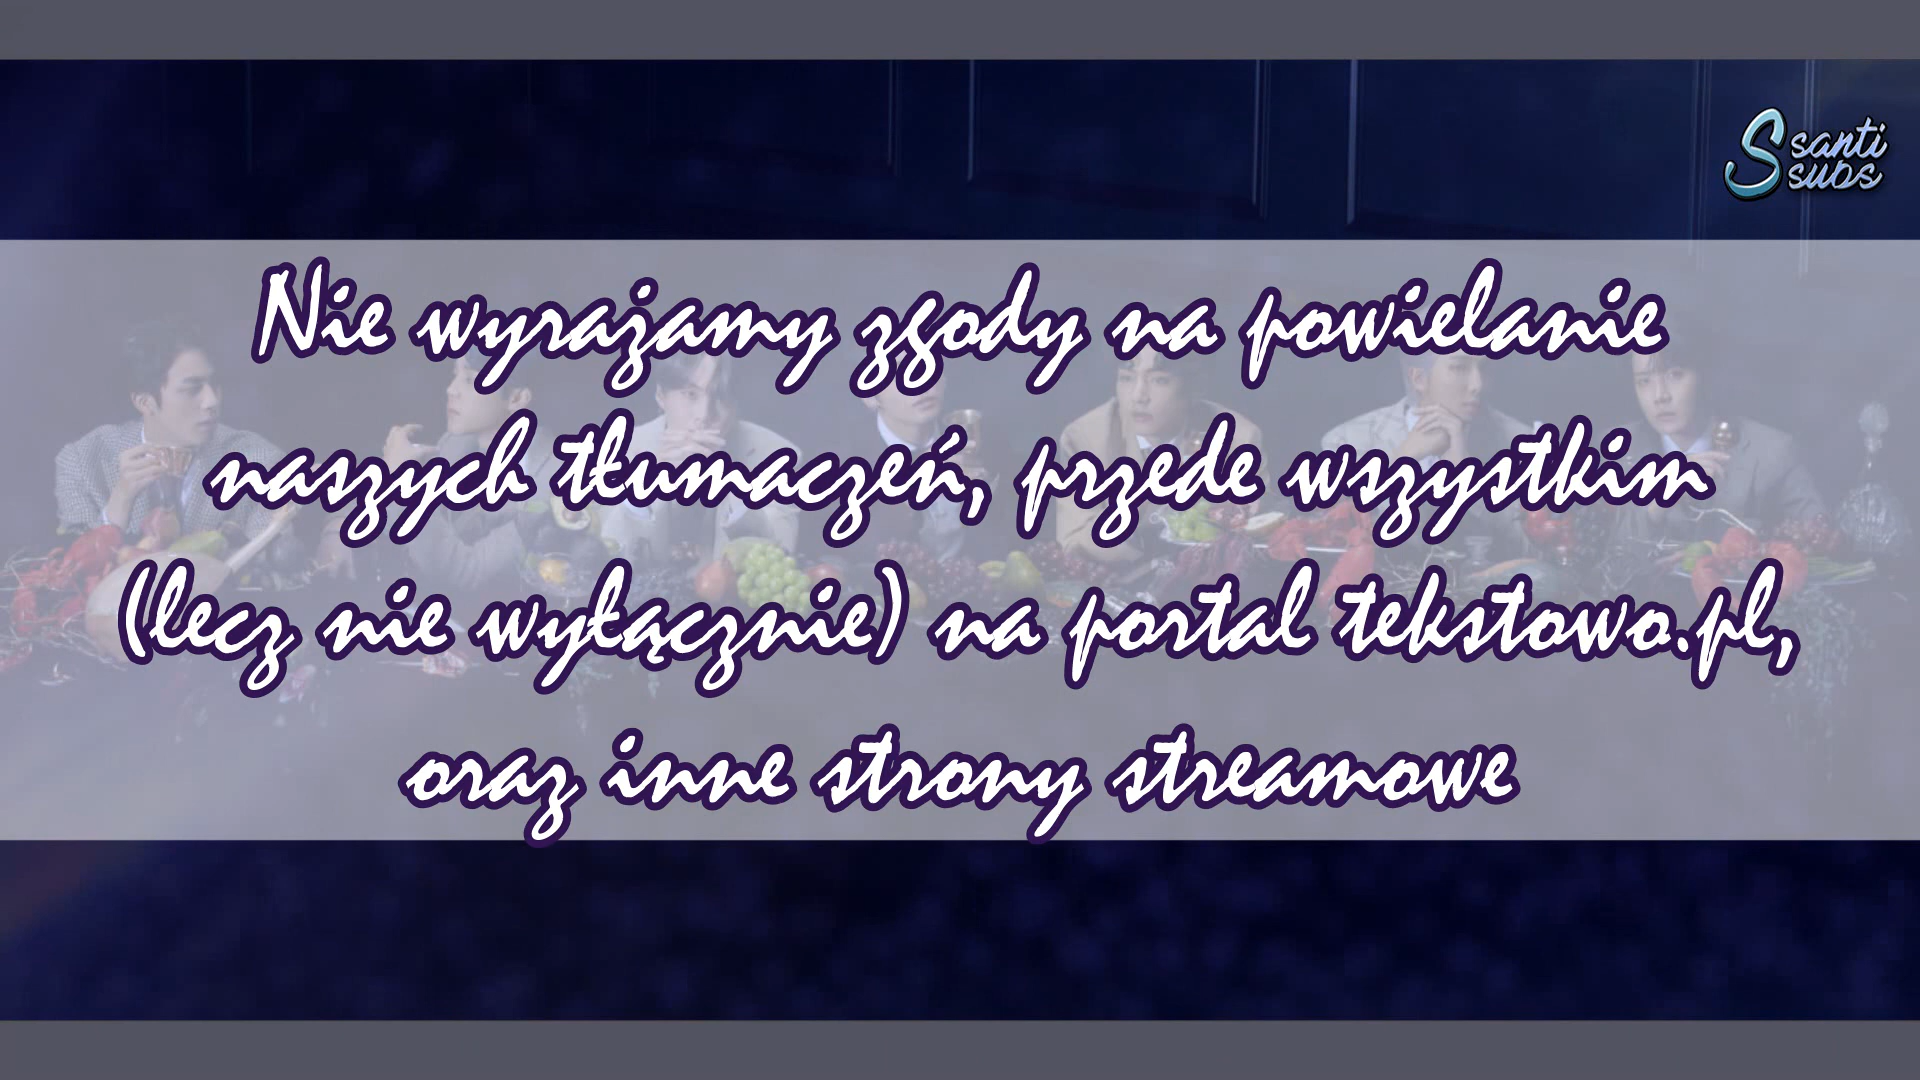 Ssanti
subs
Nie wyrażamy zgody na powielanie
naszych tłumaczeń, przede wszystkim
(lecz nie wyłącznie) na portal tekstowo.pl,
oraz inne strony streamowe